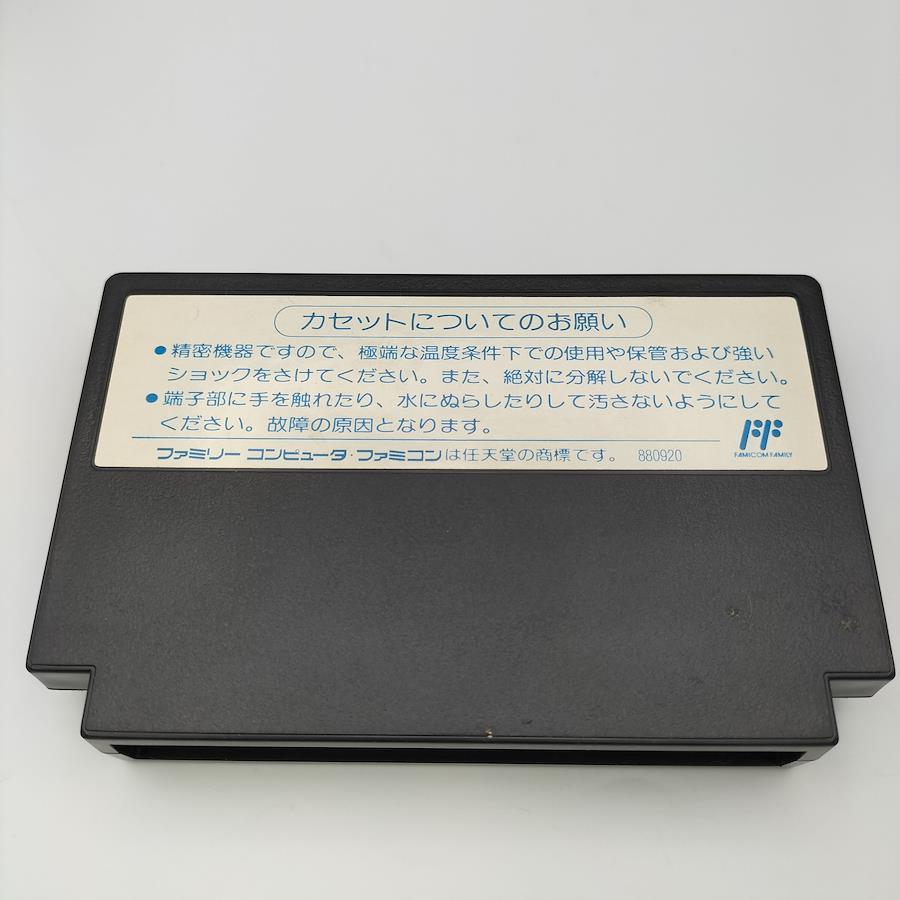 カセットについてのお願い
●精密機器ですので、極端な温度条件下での使用や保管および強い
ショックをさけてください。また、絶対に分解しないでください。
●端子部に手を触れたり、水にぬらしたりして汚さないようにして
ください。故障の原因となります。
FAMICOM FAMILY
ファミリー コンピュータ・ファミコンは任天堂の商標です。 880920